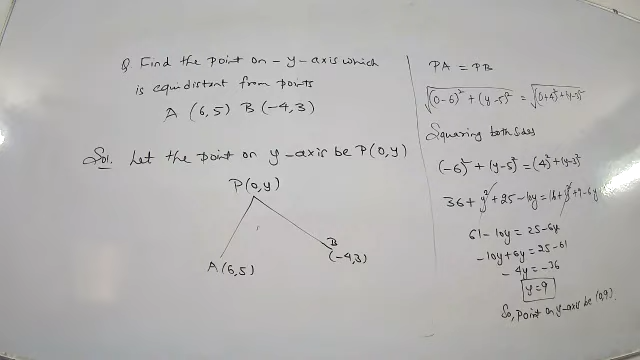 Q Find the point on - y-axis which
is equidistant from points
A (6,5) B (-4,3)
Sol. Let the point on y-axis be P(0,y)
P(0,y)
A(6,5)
B
(-4,3)
PA = PB
√(0-6)² + (y-5)² = √(0+4)² + (y-3)²
Squaring both sides
(-6)² + (y-5)² = (4)² + (y-3)²
36 + y² + 25 - 10y = 16 + y² + 9 - 6y
61 - 10y = 25 - 6y
-10y + 6y = 25 - 61
-4y = -36
y = 9
So, point on y-axis be (0,9).